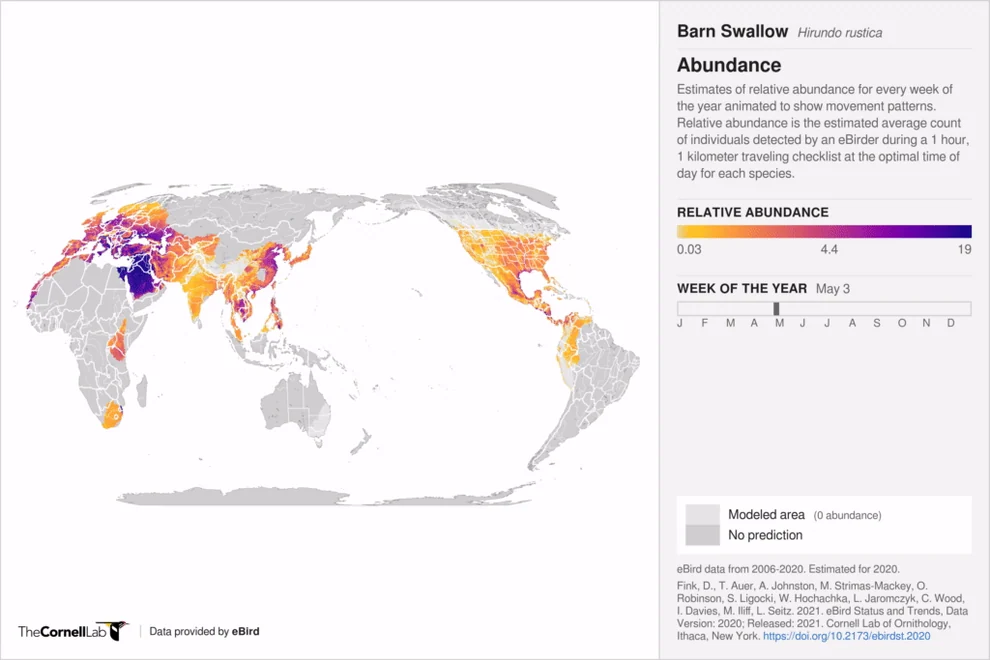 Barn Swallow Hirundo rustica
Abundance
Estimates of relative abundance for every week of
the year animated to show movement patterns.
Relative abundance is the estimated average count
of individuals detected by an eBirder during a 1 hour,
1 kilometer traveling checklist at the optimal time of
day for each species.
RELATIVE ABUNDANCE
0.03 4.4 19
WEEK OF THE YEAR May 3
J F M A M J J A S O N D
Modeled area (0 abundance)
No prediction
eBird data from 2006-2020. Estimated for 2020.
Fink, D., T. Auer, A. Johnston, M. Strimas-Mackey, O.
Robinson, S. Ligocki, W. Hochachka, L. Jaromczyk, C. Wood,
I. Davies, M. Iliff, L. Seitz. 2021. eBird Status and Trends, Data
Version: 2020; Released: 2021. Cornell Lab of Ornithology,
Ithaca, New York. https://doi.org/10.2173/ebirdst.2020
TheCornellLab Data provided by eBird